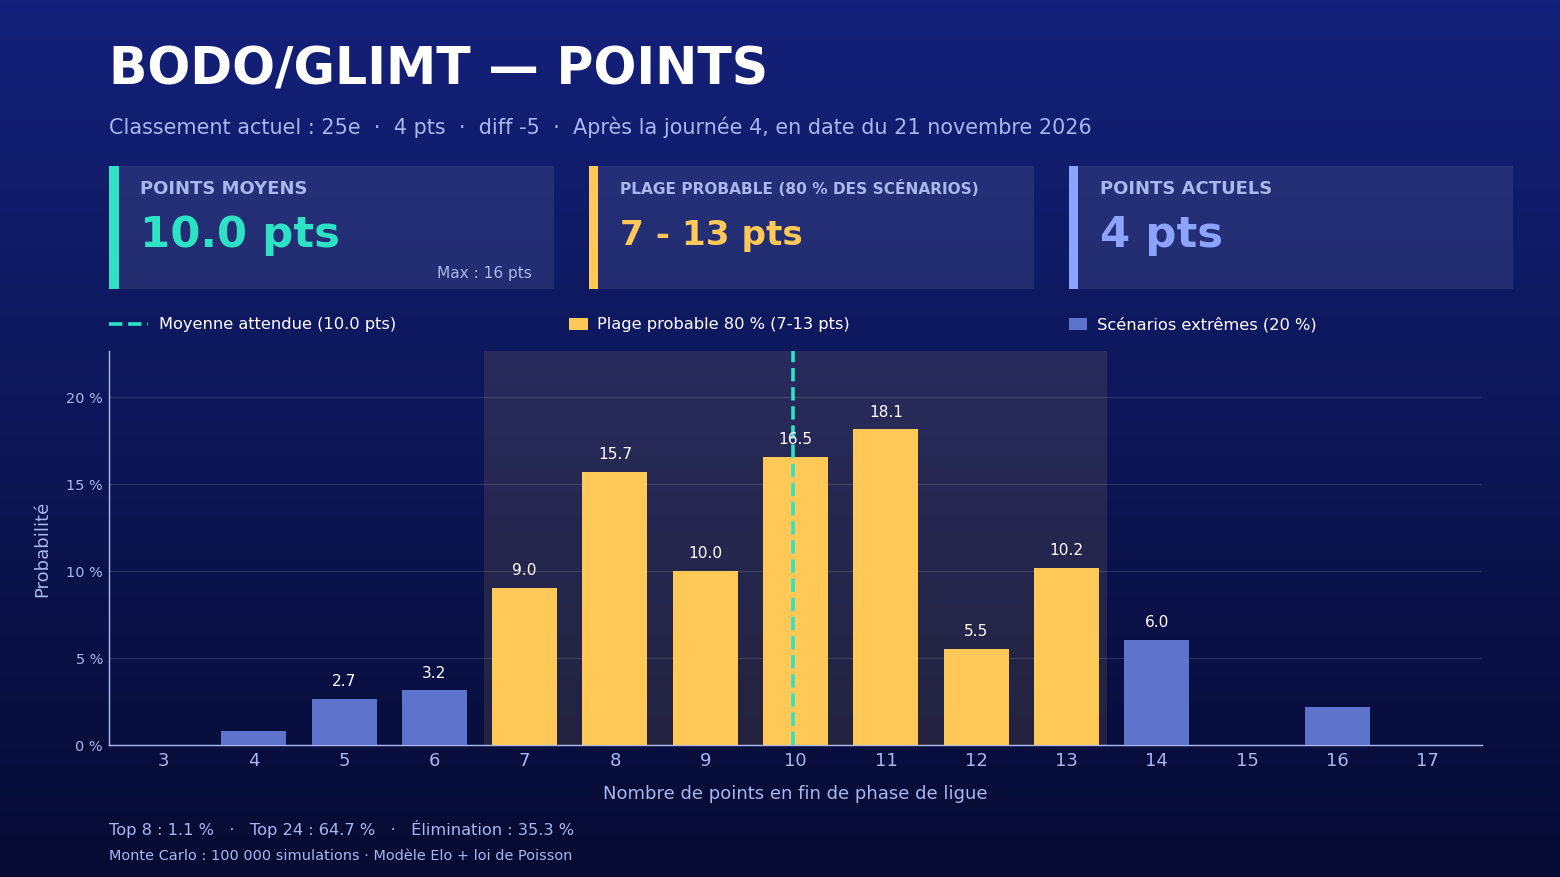 BODO/GLIMT — POINTS
Classement actuel : 25e · 4 pts · diff -5 · Après la journée 4, en date du 21 novembre 2026
POINTS MOYENS
10.0 pts
Max : 16 pts
PLAGE PROBABLE (80 % DES SCÉNARIOS)
7 - 13 pts
POINTS ACTUELS
4 pts
Moyenne attendue (10.0 pts)
Plage probable 80 % (7-13 pts)
Scénarios extrêmes (20 %)
Probabilité
20 %
15 %
10 %
5 %
0 %
2.7
3.2
9.0
15.7
10.0
16.5
18.1
5.5
10.2
6.0
3 4 5 6 7 8 9 10 11 12 13 14 15 16 17
Nombre de points en fin de phase de ligue
Top 8 : 1.1 % · Top 24 : 64.7 % · Élimination : 35.3 %
Monte Carlo : 100 000 simulations · Modèle Elo + loi de Poisson